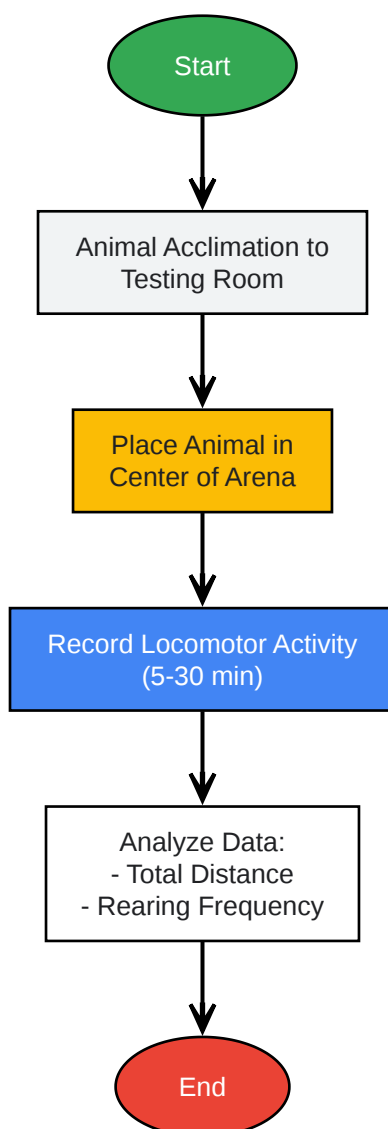 Start
Animal Acclimation to
Testing Room
Place Animal in
Center of Arena
Record Locomotor Activity
(5-30 min)
Analyze Data:
- Total Distance
- Rearing Frequency
End